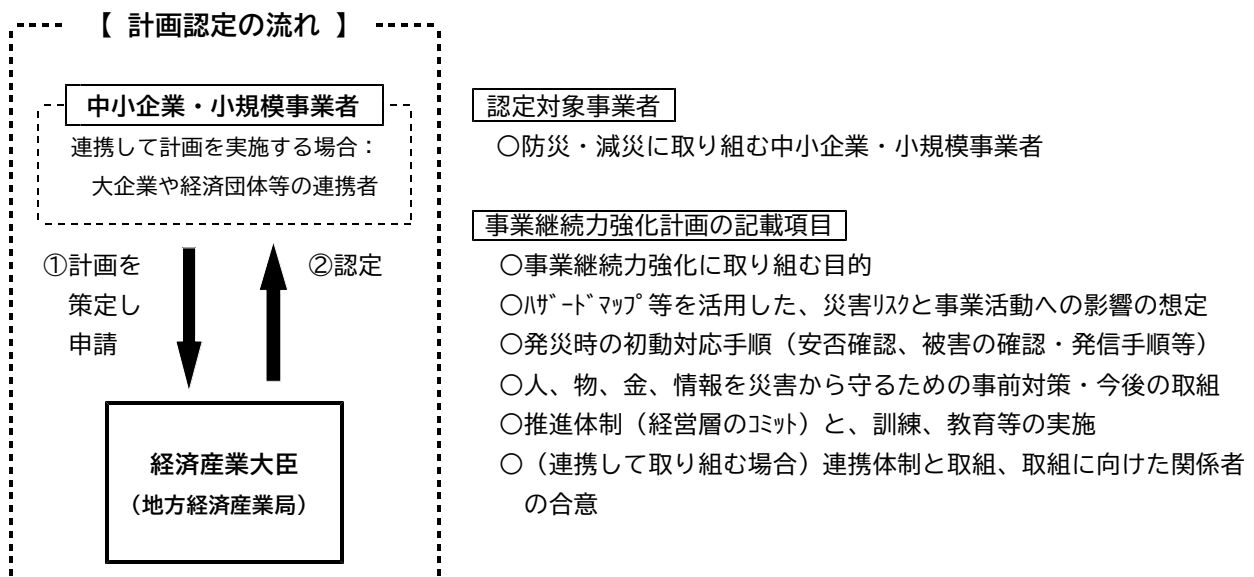 【 計画認定の流れ 】
中小企業・小規模事業者
連携して計画を実施する場合：
大企業や経済団体等の連携者
①計画を
策定し
申請
②認定
経済産業大臣
（地方経済産業局）
認定対象事業者
○防災・減災に取り組む中小企業・小規模事業者
事業継続力強化計画の記載項目
○事業継続力強化に取り組む目的
○ﾊｻﾞｰﾄﾞﾏｯﾌﾟ等を活用した、災害ﾘｽｸと事業活動への影響の想定
○発災時の初動対応手順（安否確認、被害の確認・発信手順等）
○人、物、金、情報を災害から守るための事前対策・今後の取組
○推進体制（経営層のｺﾐｯﾄ）と、訓練、教育等の実施
○（連携して取り組む場合）連携体制と取組、取組に向けた関係者
の合意